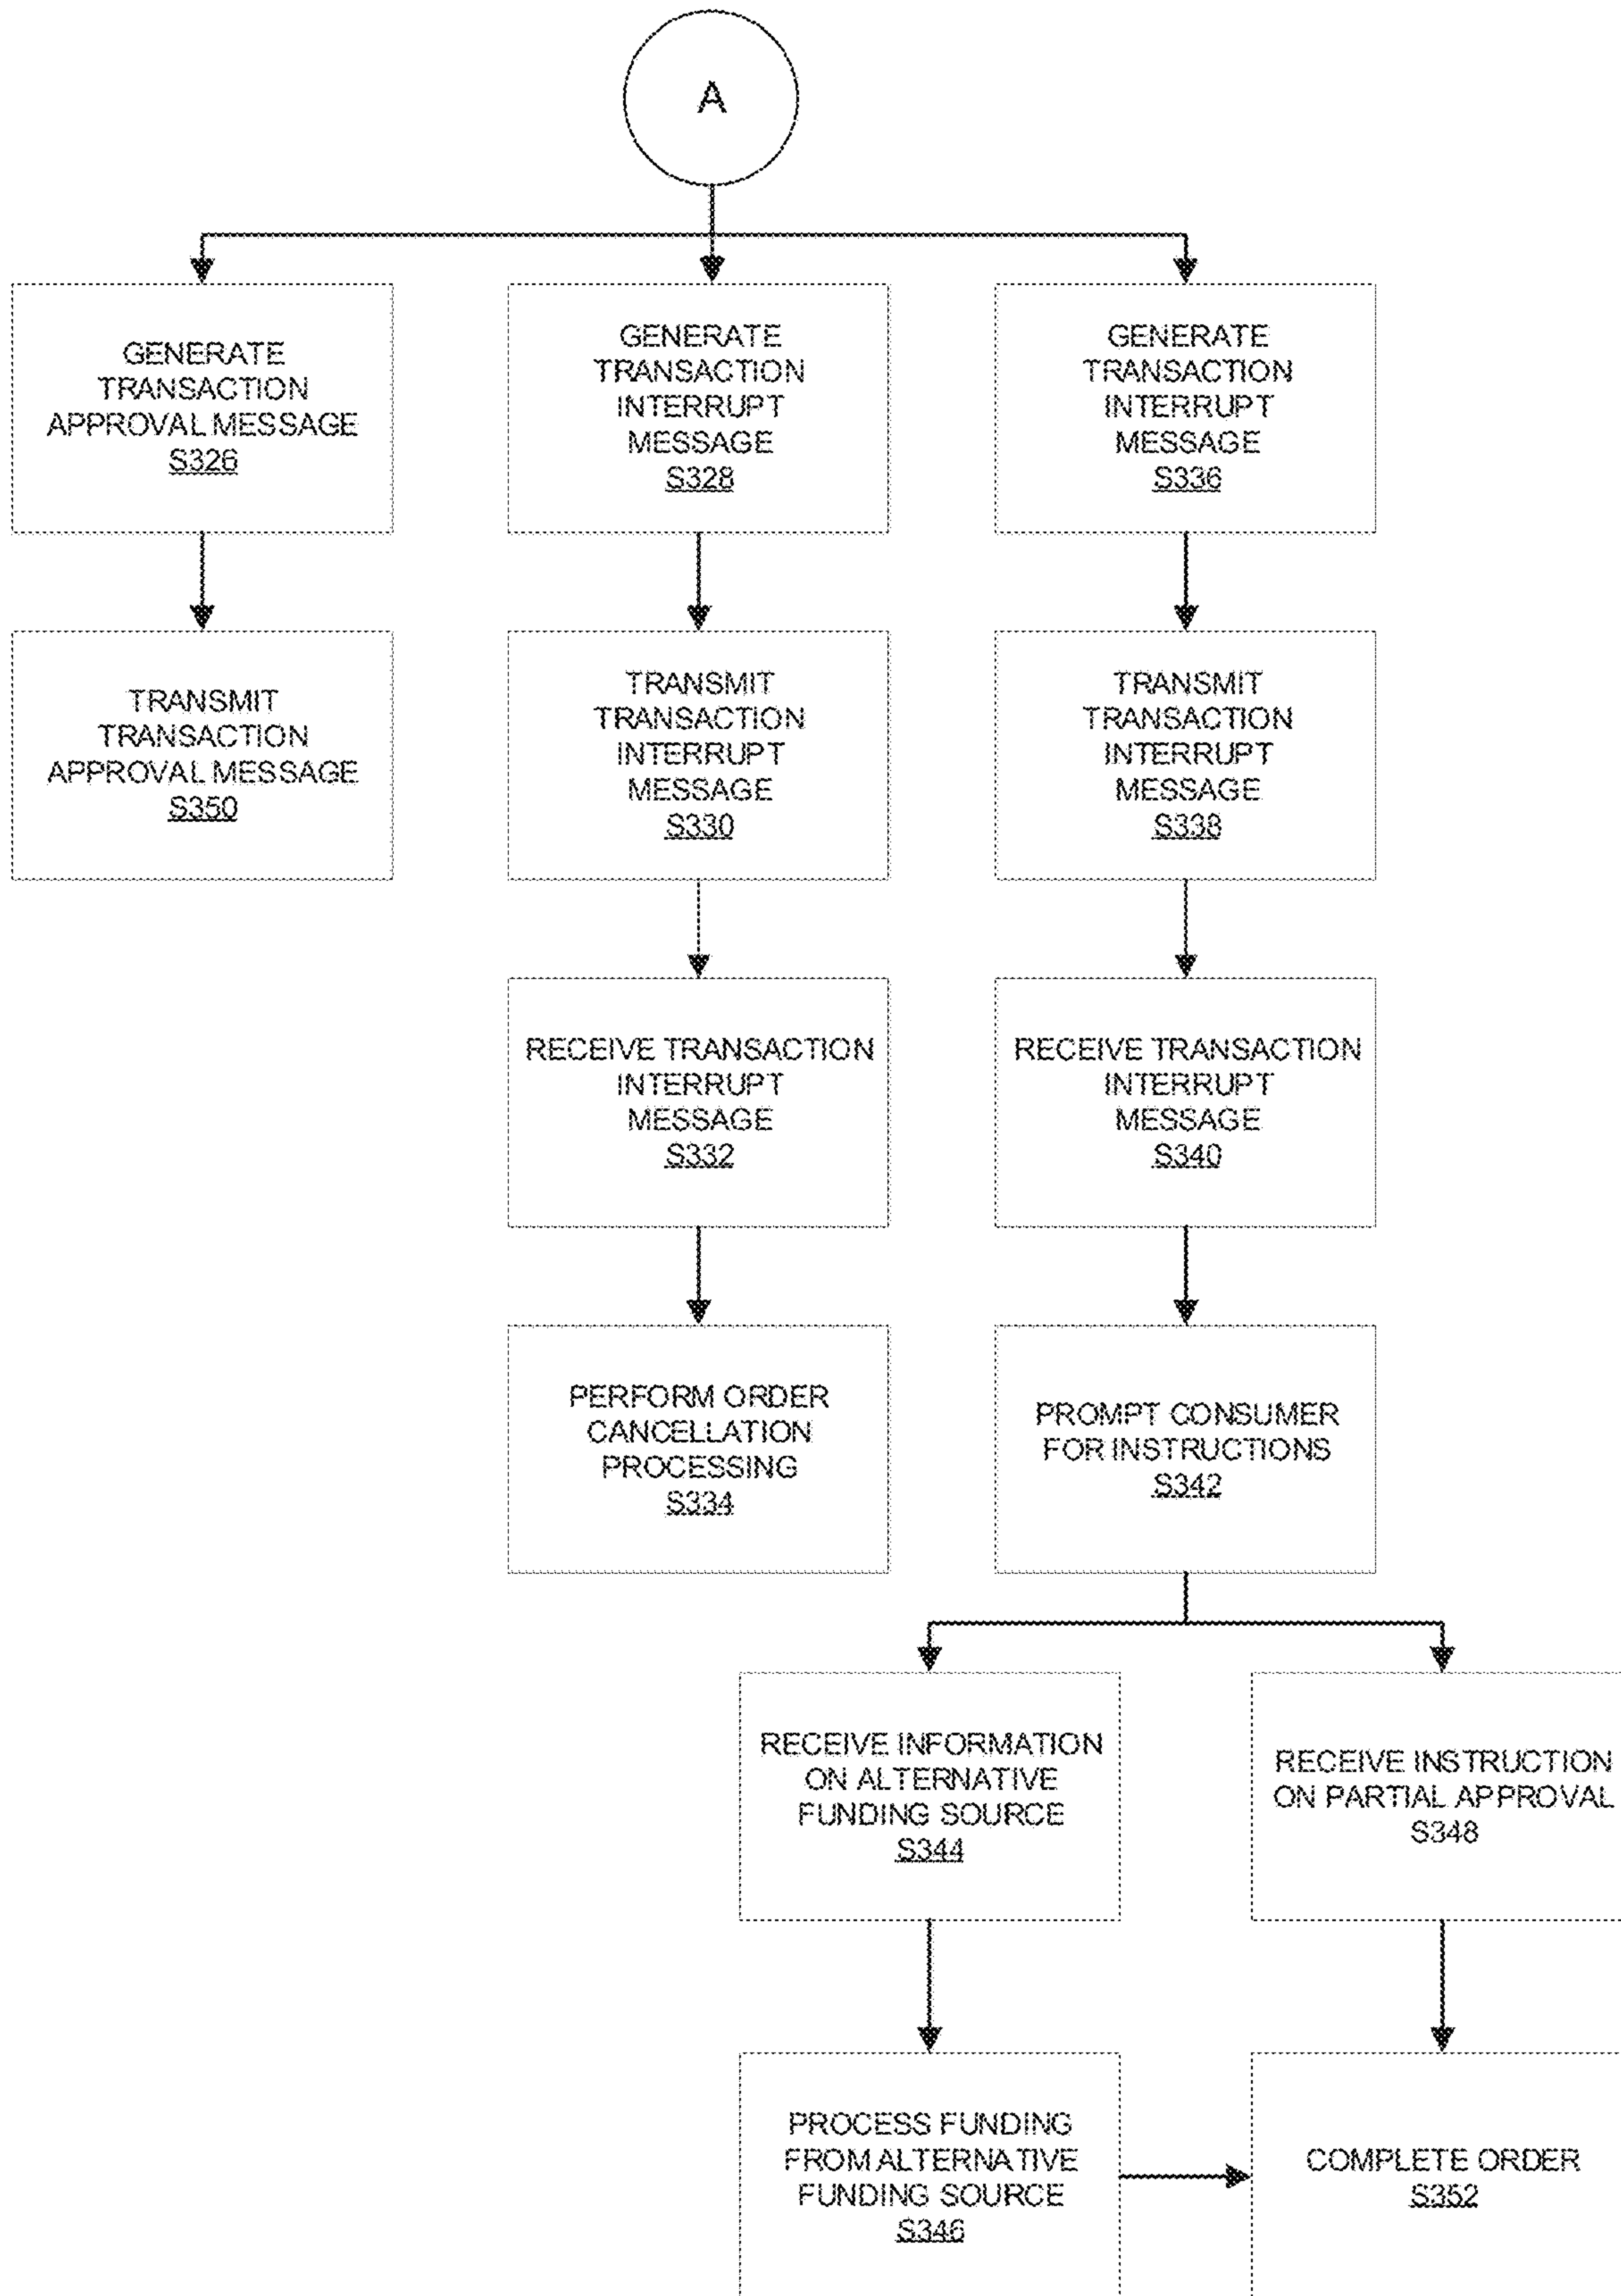 A
GENERATE
TRANSACTION
APPROVAL MESSAGE
S326
GENERATE
TRANSACTION
INTERRUPT
MESSAGE
S328
GENERATE
TRANSACTION
INTERRUPT
MESSAGE
S336
TRANSMIT
TRANSACTION
APPROVAL MESSAGE
S350
TRANSMIT
TRANSACTION
INTERRUPT
MESSAGE
S330
TRANSMIT
TRANSACTION
INTERRUPT
MESSAGE
S338
RECEIVE TRANSACTION
INTERRUPT
MESSAGE
S332
RECEIVE TRANSACTION
INTERRUPT
MESSAGE
S340
PERFORM ORDER
CANCELLATION
PROCESSING
S334
PROMPT CONSUMER
FOR INSTRUCTIONS
S342
RECEIVE INFORMATION
ON ALTERNATIVE
FUNDING SOURCE
S344
RECEIVE INSTRUCTION
ON PARTIAL APPROVAL
S348
PROCESS FUNDING
FROM ALTERNATIVE
FUNDING SOURCE
S346
COMPLETE ORDER
S352